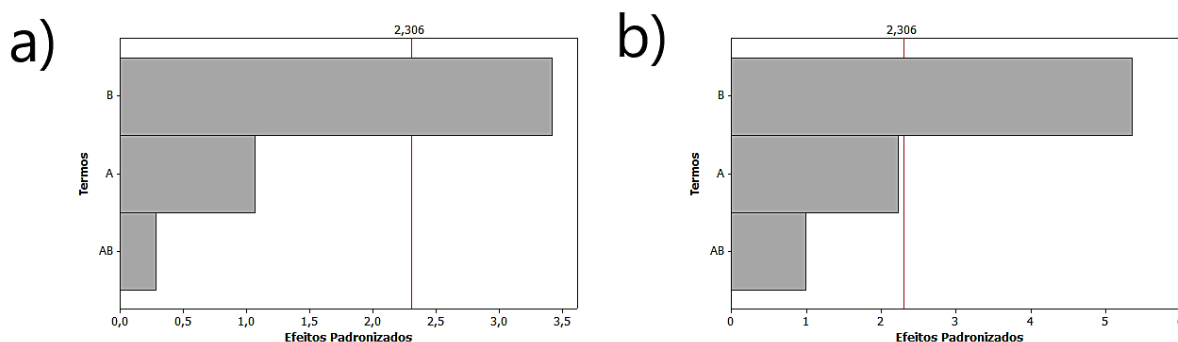 a)
2,306
B
A
AB
Termos
0,0 0,5 1,0 1,5 2,0 2,5 3,0 3,5
Efeitos Padronizados
b)
2,306
B
A
AB
Termos
0 1 2 3 4 5
Efeitos Padronizados